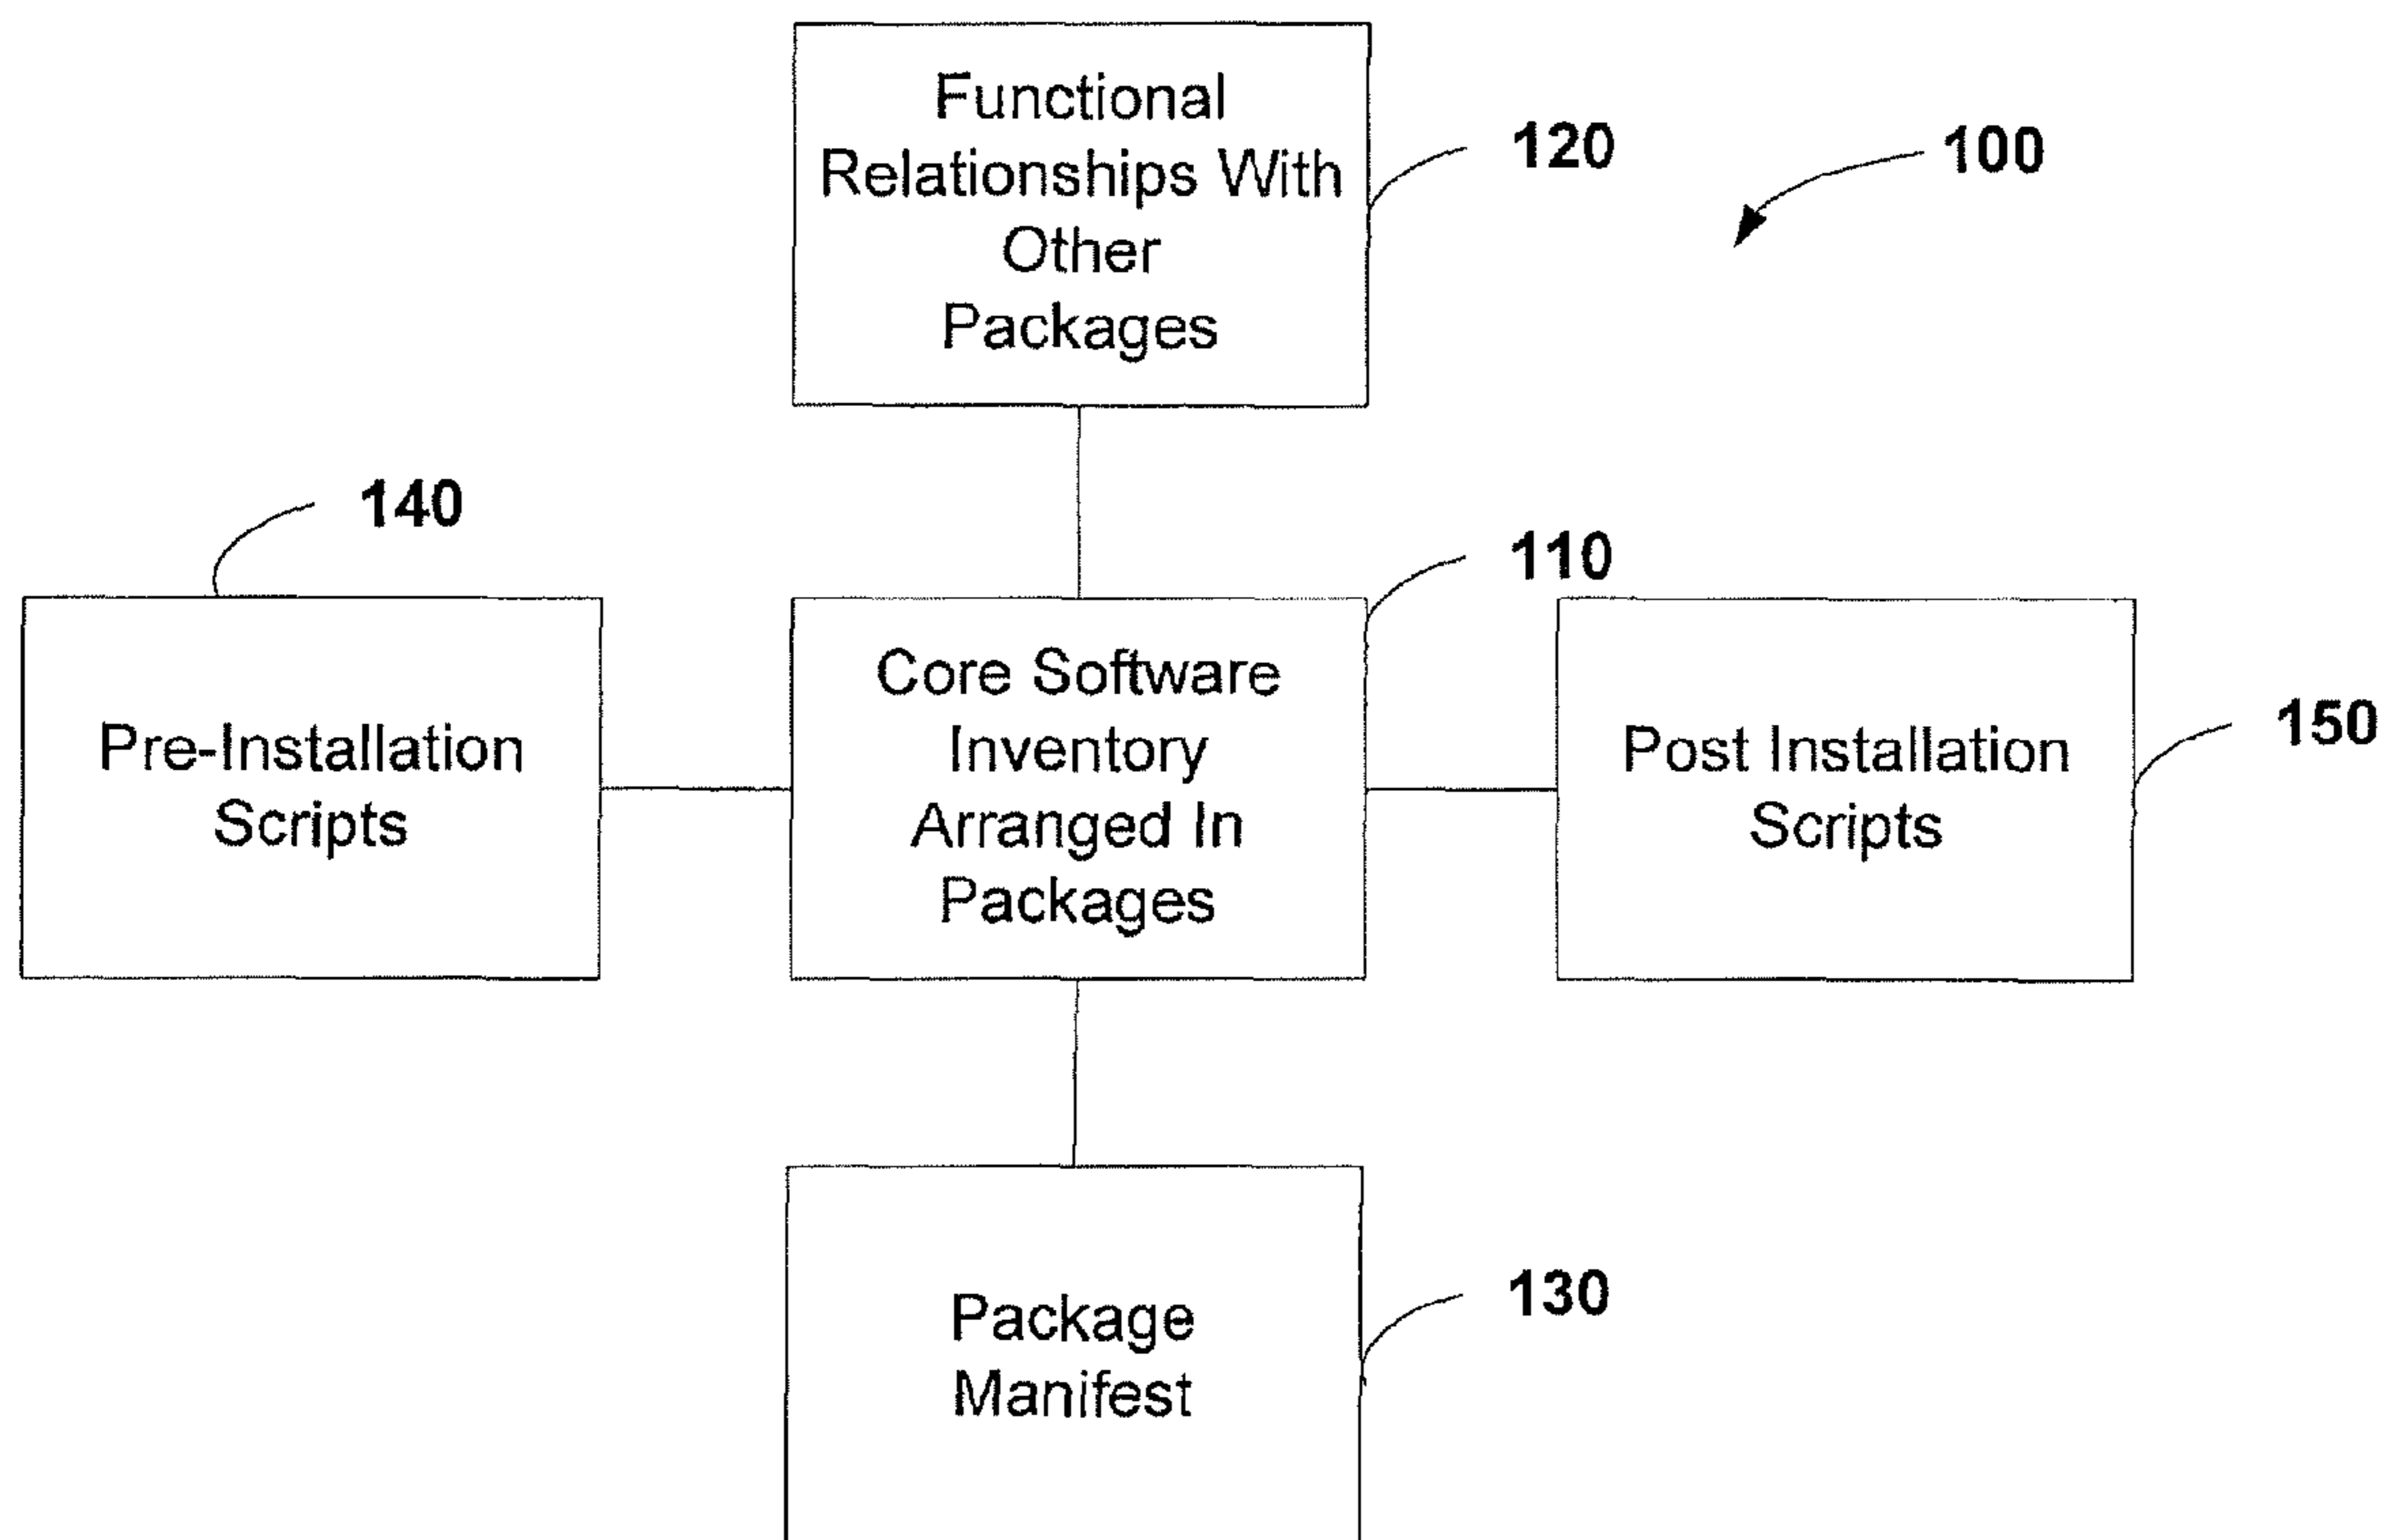 Functional
Relationships With
Other
Packages
120
100
140
110
Pre-Installation
Scripts
Core Software
Inventory
Arranged In
Packages
Post Installation
Scripts
150
Package
Manifest
130